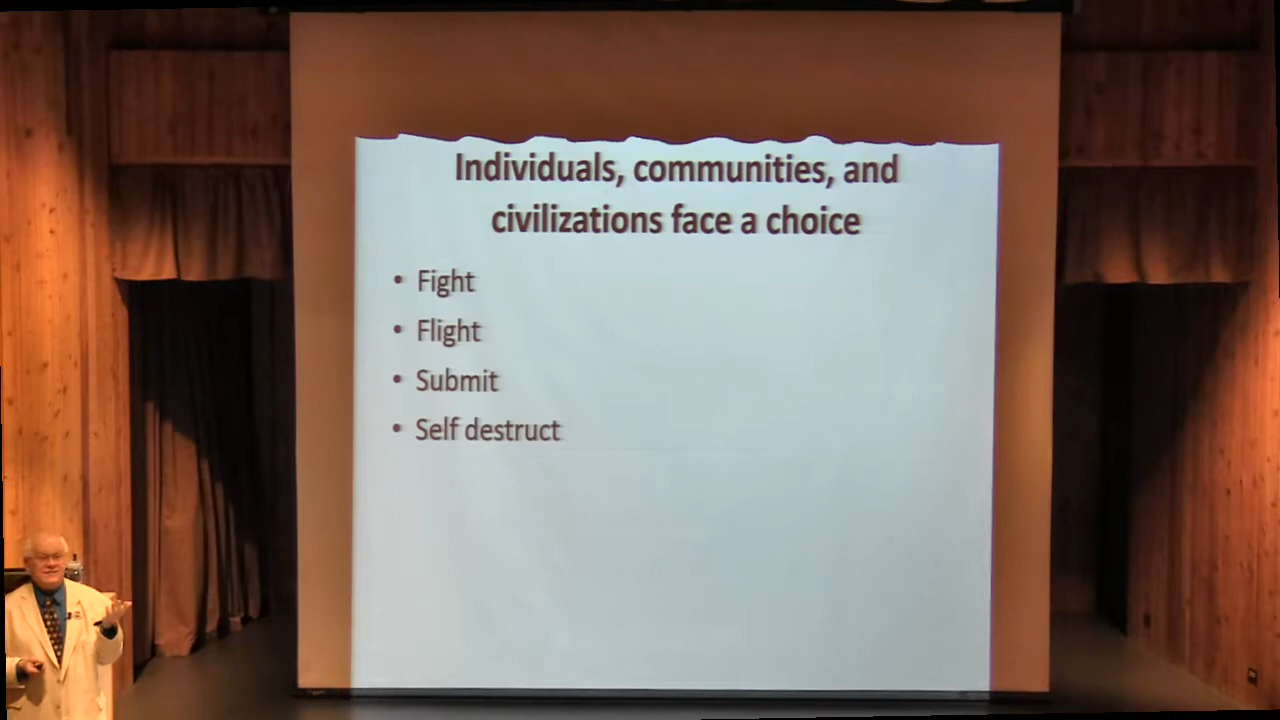 Individuals, communities, and
civilizations face a choice
• Fight
• Flight
• Submit
• Self destruct